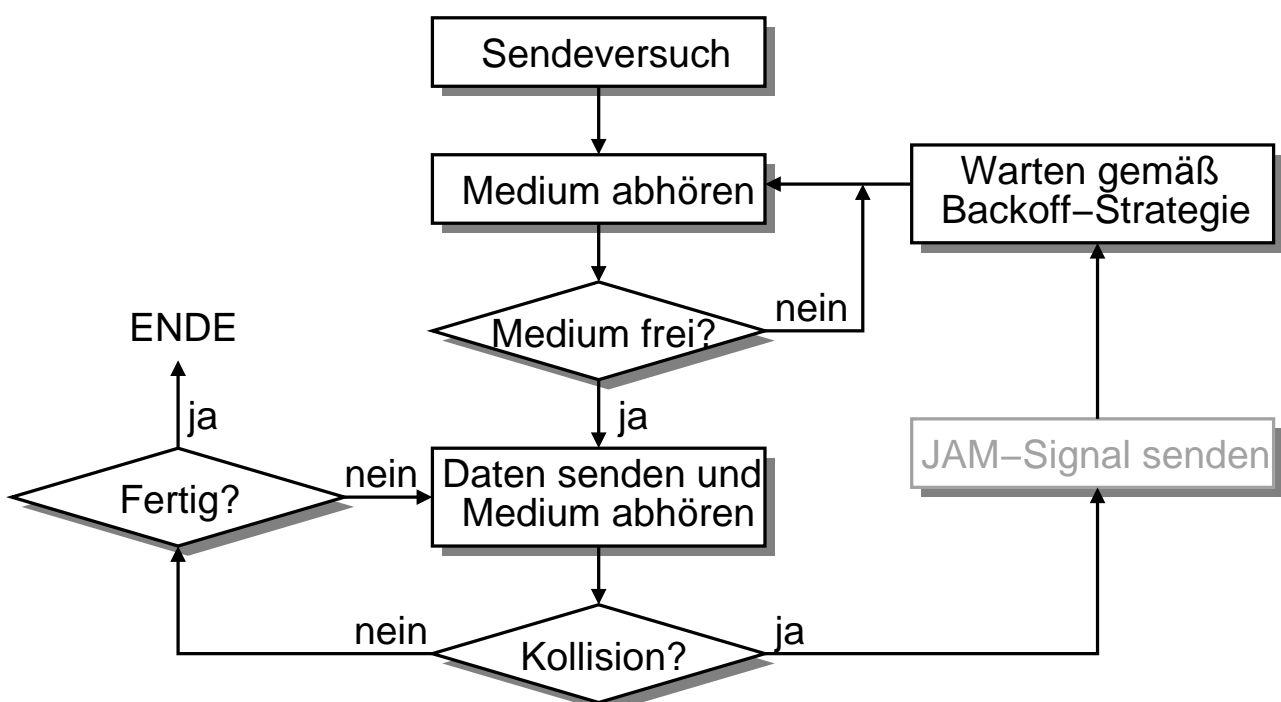 Sendeversuch
Medium abhören
Warten gemäß
Backoff−Strategie
nein
Medium frei?
ENDE
ja
ja
JAM−Signal senden
Fertig?
nein
Daten senden und
Medium abhören
nein
Kollision?
ja